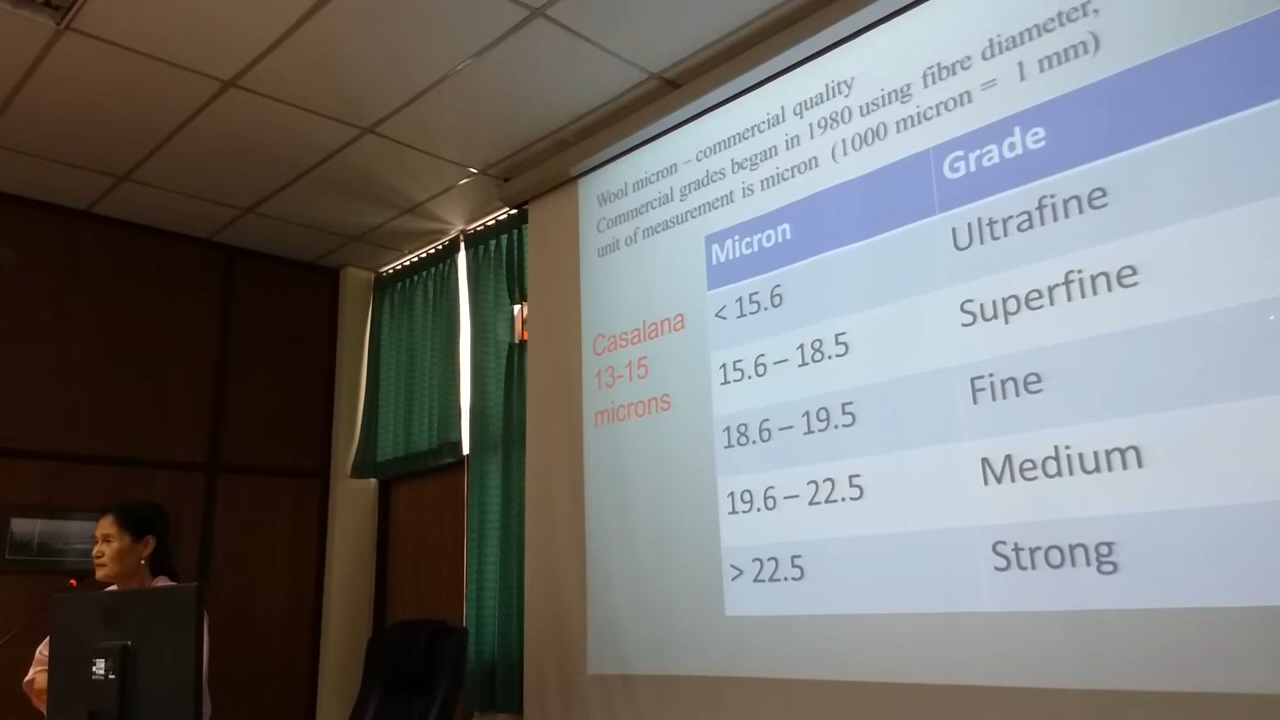 Wool micron – commercial quality
Commercial grades began in 1980 using fibre diameter,
unit of measurement is micron (1000 micron = 1 mm)
Micron Grade
< 15.6 Ultrafine
15.6 – 18.5 Superfine
18.6 – 19.5 Fine
19.6 – 22.5 Medium
> 22.5 Strong
Casalana
13-15
microns